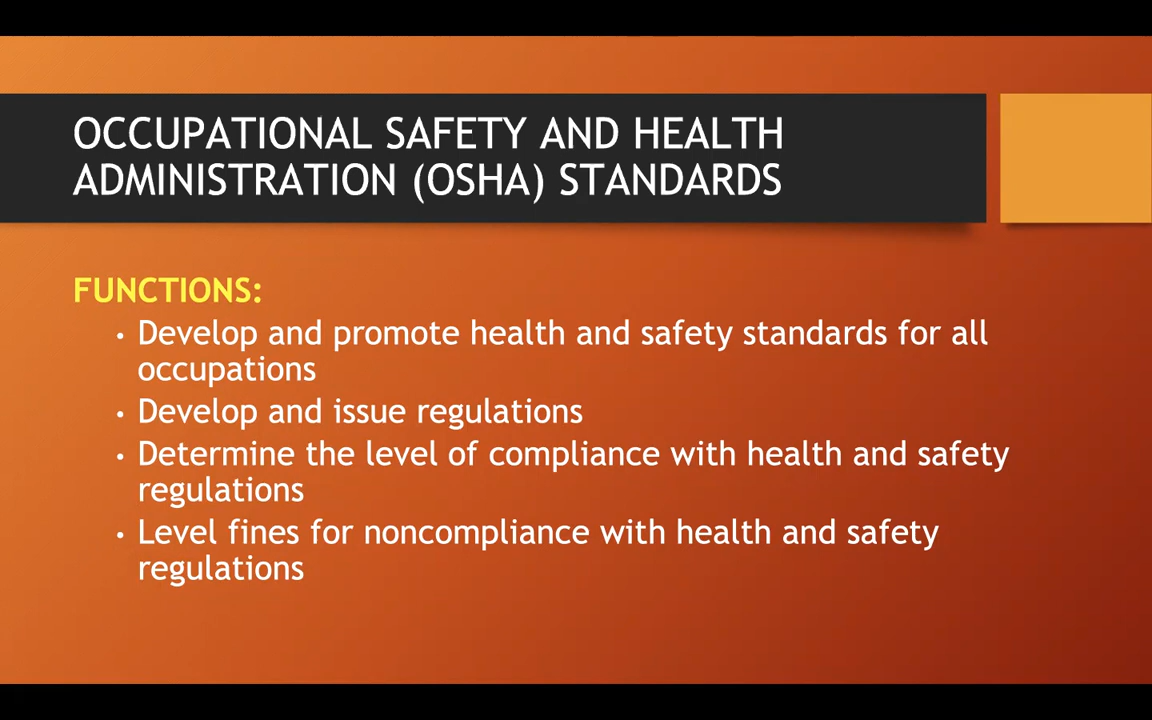 OCCUPATIONAL SAFETY AND HEALTH
ADMINISTRATION (OSHA) STANDARDS
FUNCTIONS:
• Develop and promote health and safety standards for all
occupations
• Develop and issue regulations
• Determine the level of compliance with health and safety
regulations
• Level fines for noncompliance with health and safety
regulations